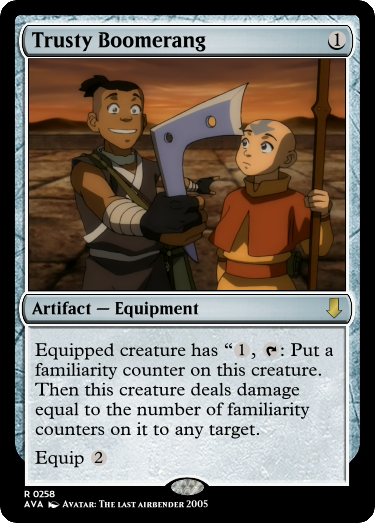 Trusty Boomerang 1
Artifact — Equipment
Equipped creature has “1, : Put a
familiarity counter on this creature.
Then this creature deals damage
equal to the number of familiarity
counters on it to any target.
Equip 2
R 0258
AVA Avatar: The last airbender 2005